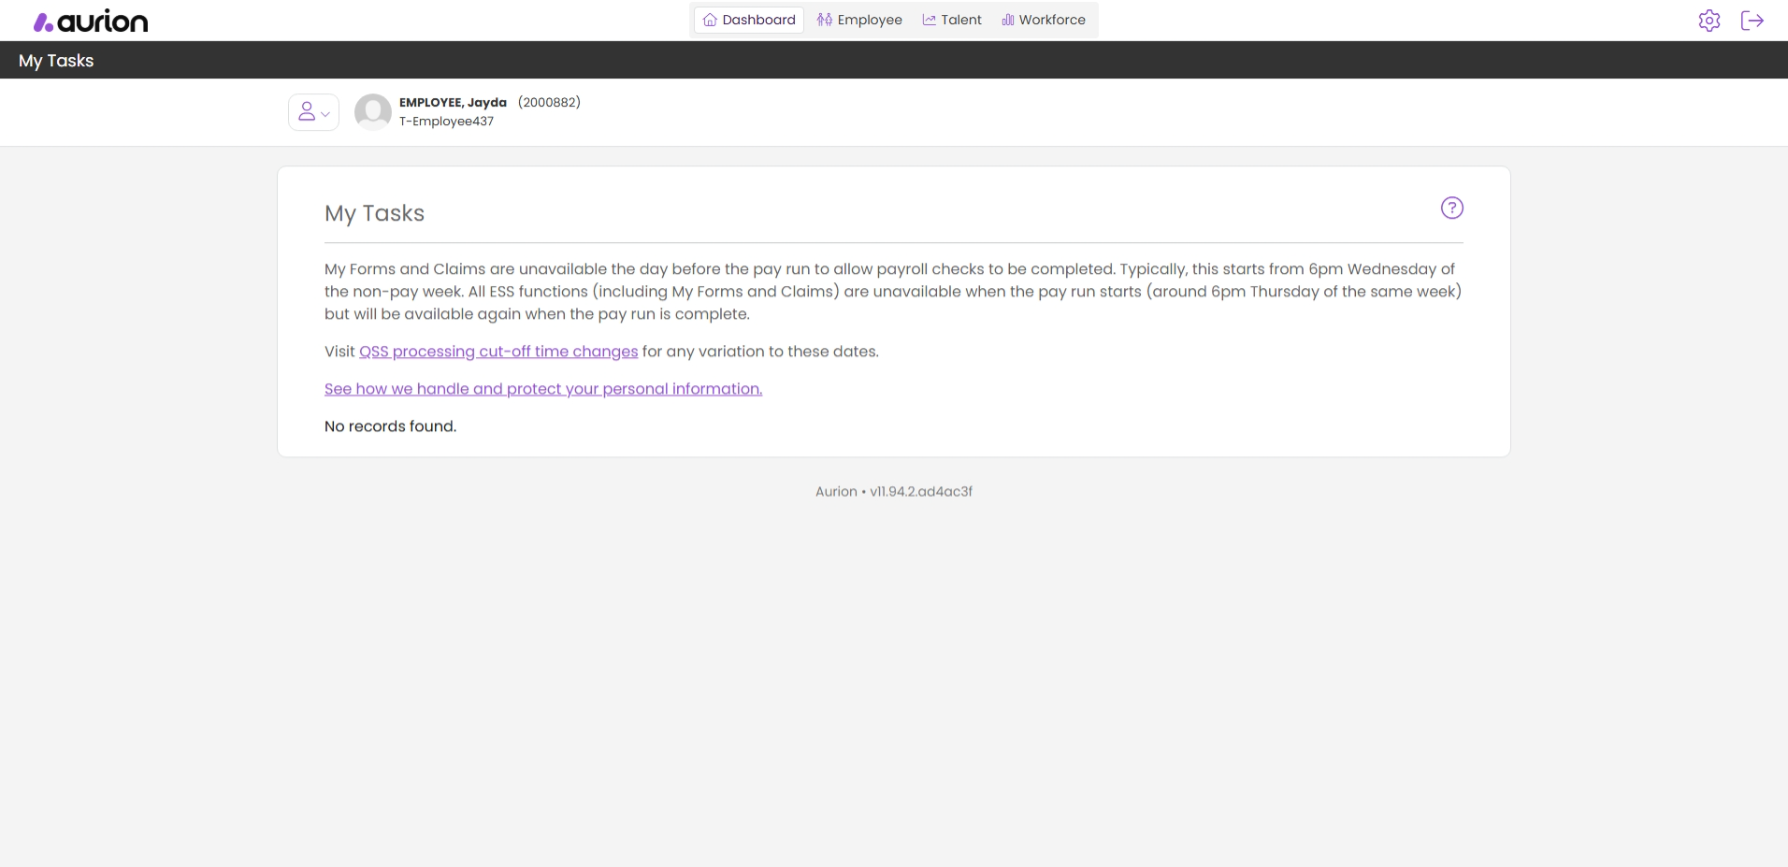 aurion
Dashboard
Employee
Talent
Workforce
My Tasks
EMPLOYEE, Jayda (2000882)
T-Employee437
My Tasks
?
My Forms and Claims are unavailable the day before the pay run to allow payroll checks to be completed. Typically, this starts from 6pm Wednesday of
the non-pay week. All ESS functions (including My Forms and Claims) are unavailable when the pay run starts (around 6pm Thursday of the same week)
but will be available again when the pay run is complete.
Visit QSS processing cut-off time changes for any variation to these dates.
See how we handle and protect your personal information.
No records found.
Aurion • v11.94.2.ad4ac3f